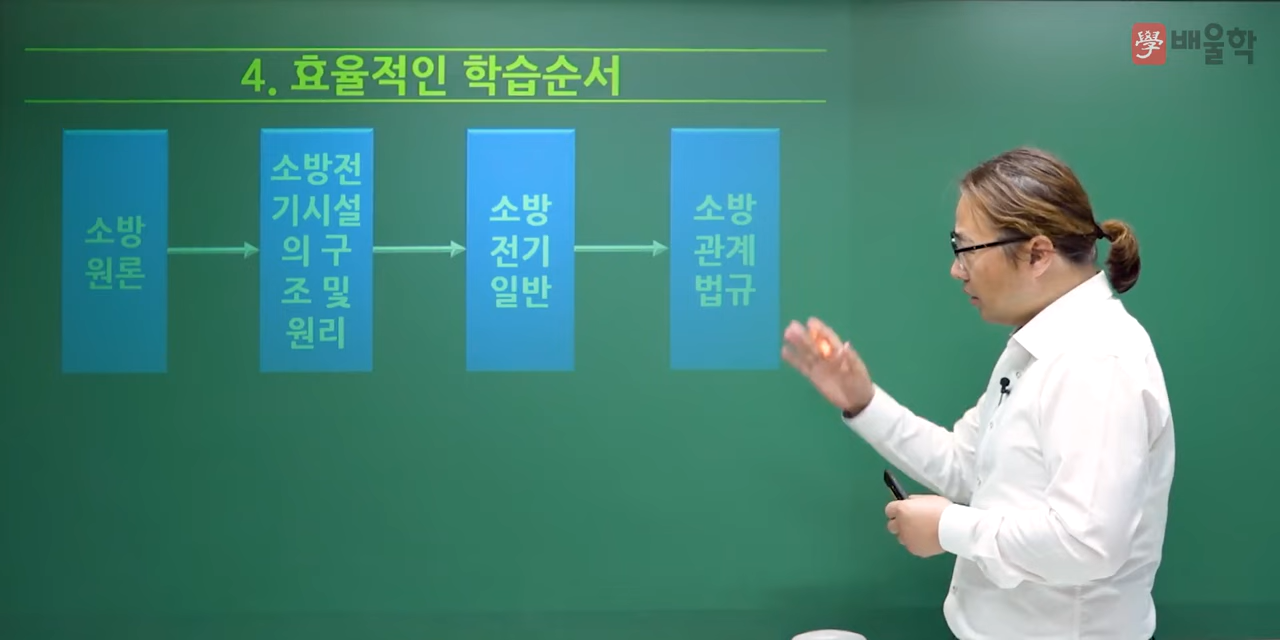 學 배울학
4. 효율적인 학습순서
소방
원론
소방전
기시설
의 구
조 및
원리
소방
전기
일반
소방
관계
법규